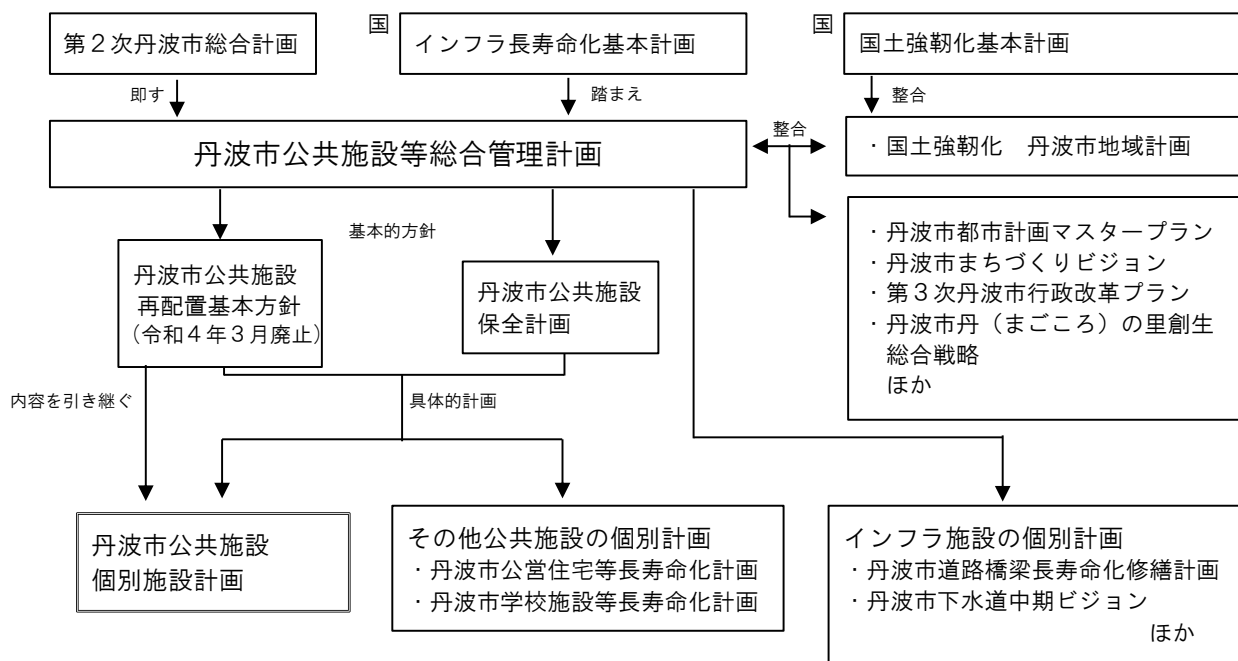 国
国
第２次丹波市総合計画
インフラ長寿命化基本計画
国土強靭化基本計画
即す
踏まえ
整合
丹波市公共施設等総合管理計画
整合
・国土強靭化　丹波市地域計画
基本的方針
・丹波市都市計画マスタープラン
・丹波市まちづくりビジョン
・第３次丹波市行政改革プラン
・丹波市丹（まごころ）の里創生
総合戦略
ほか
丹波市公共施設
再配置基本方針
（令和４年３月廃止）
丹波市公共施設
保全計画
内容を引き継ぐ
具体的計画
丹波市公共施設
個別施設計画
その他公共施設の個別計画
・丹波市公営住宅等長寿命化計画
・丹波市学校施設等長寿命化計画
インフラ施設の個別計画
・丹波市道路橋梁長寿命化修繕計画
・丹波市下水道中期ビジョン
ほか